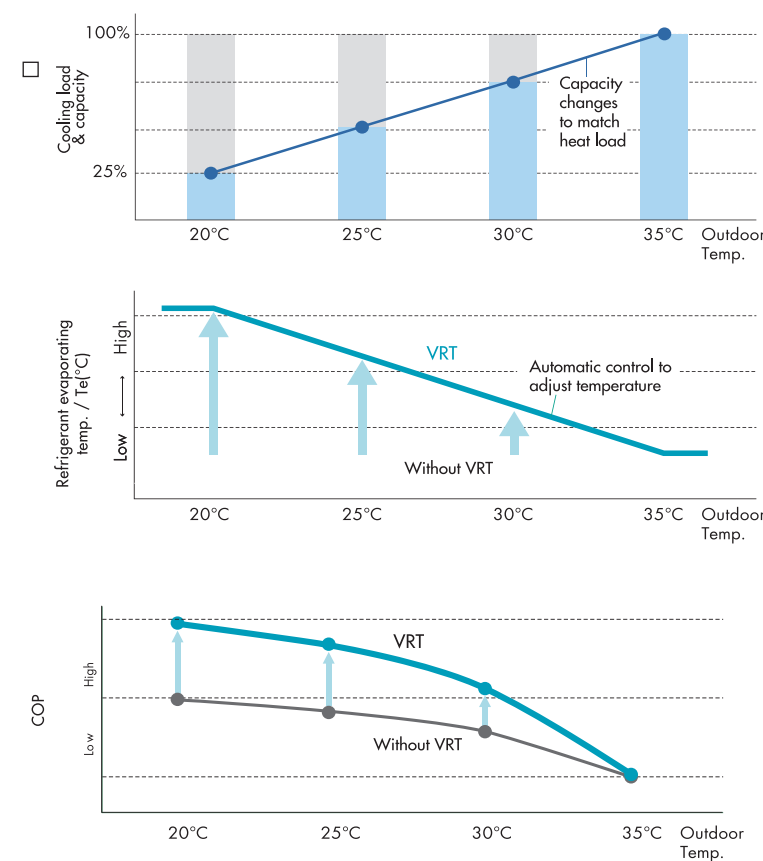 100%
Cooling load
& capacity
25%
Capacity
changes
to match
heat load
20°C
25°C
30°C
35°C
Outdoor
Temp.
Refrigerant evaporating
temp. / Te(°C)
High
Low
VRT
Automatic control to
adjust temperature
Without VRT
20°C
25°C
30°C
35°C
Outdoor
Temp.
COP
High
Low
VRT
Without VRT
20°C
25°C
30°C
35°C
Outdoor
Temp.